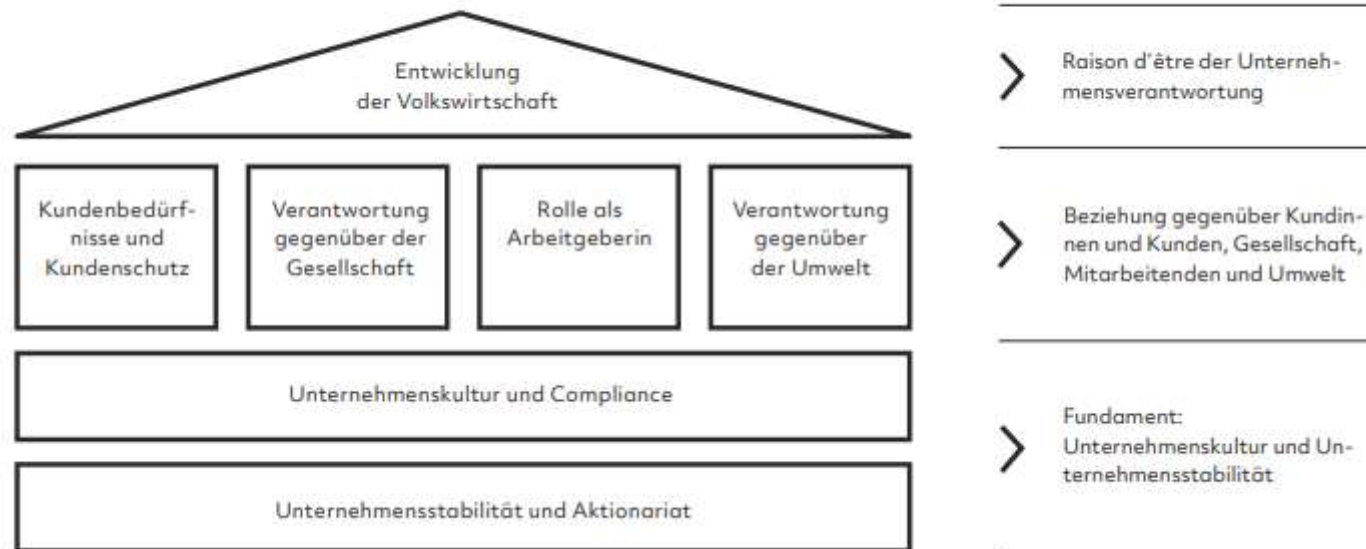 Entwicklung
der Volkswirtschaft
Raison d'être der Unterneh-
mensverantwortung
Kundenbedürf-
nisse und
Kundenschutz
Verantwortung
gegenüber der
Gesellschaft
Rolle als
Arbeitgeberin
Verantwortung
gegenüber
der Umwelt
Beziehung gegenüber Kundin-
nen und Kunden, Gesellschaft,
Mitarbeitenden und Umwelt
Unternehmenskultur und Compliance
Unternehmensstabilität und Aktionariat
Fundament:
Unternehmenskultur und Un-
ternehmensstabilität